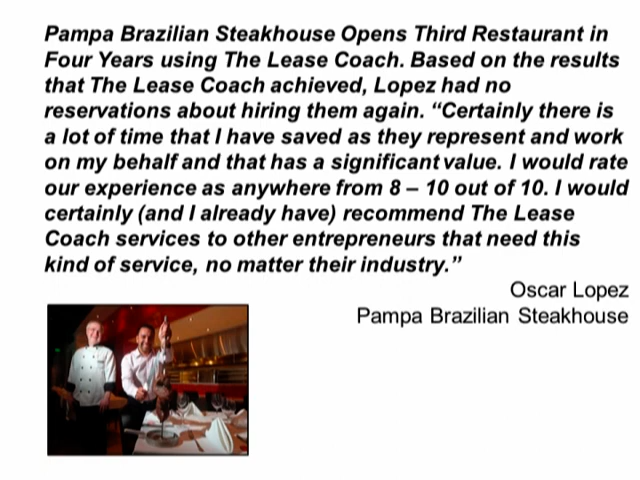 Pampa Brazilian Steakhouse Opens Third Restaurant in
Four Years using The Lease Coach. Based on the results
that The Lease Coach achieved, Lopez had no
reservations about hiring them again. “Certainly there is
a lot of time that I have saved as they represent and work
on my behalf and that has a significant value. I would rate
our experience as anywhere from 8 – 10 out of 10. I would
certainly (and I already have) recommend The Lease
Coach services to other entrepreneurs that need this
kind of service, no matter their industry.”
Oscar Lopez
Pampa Brazilian Steakhouse